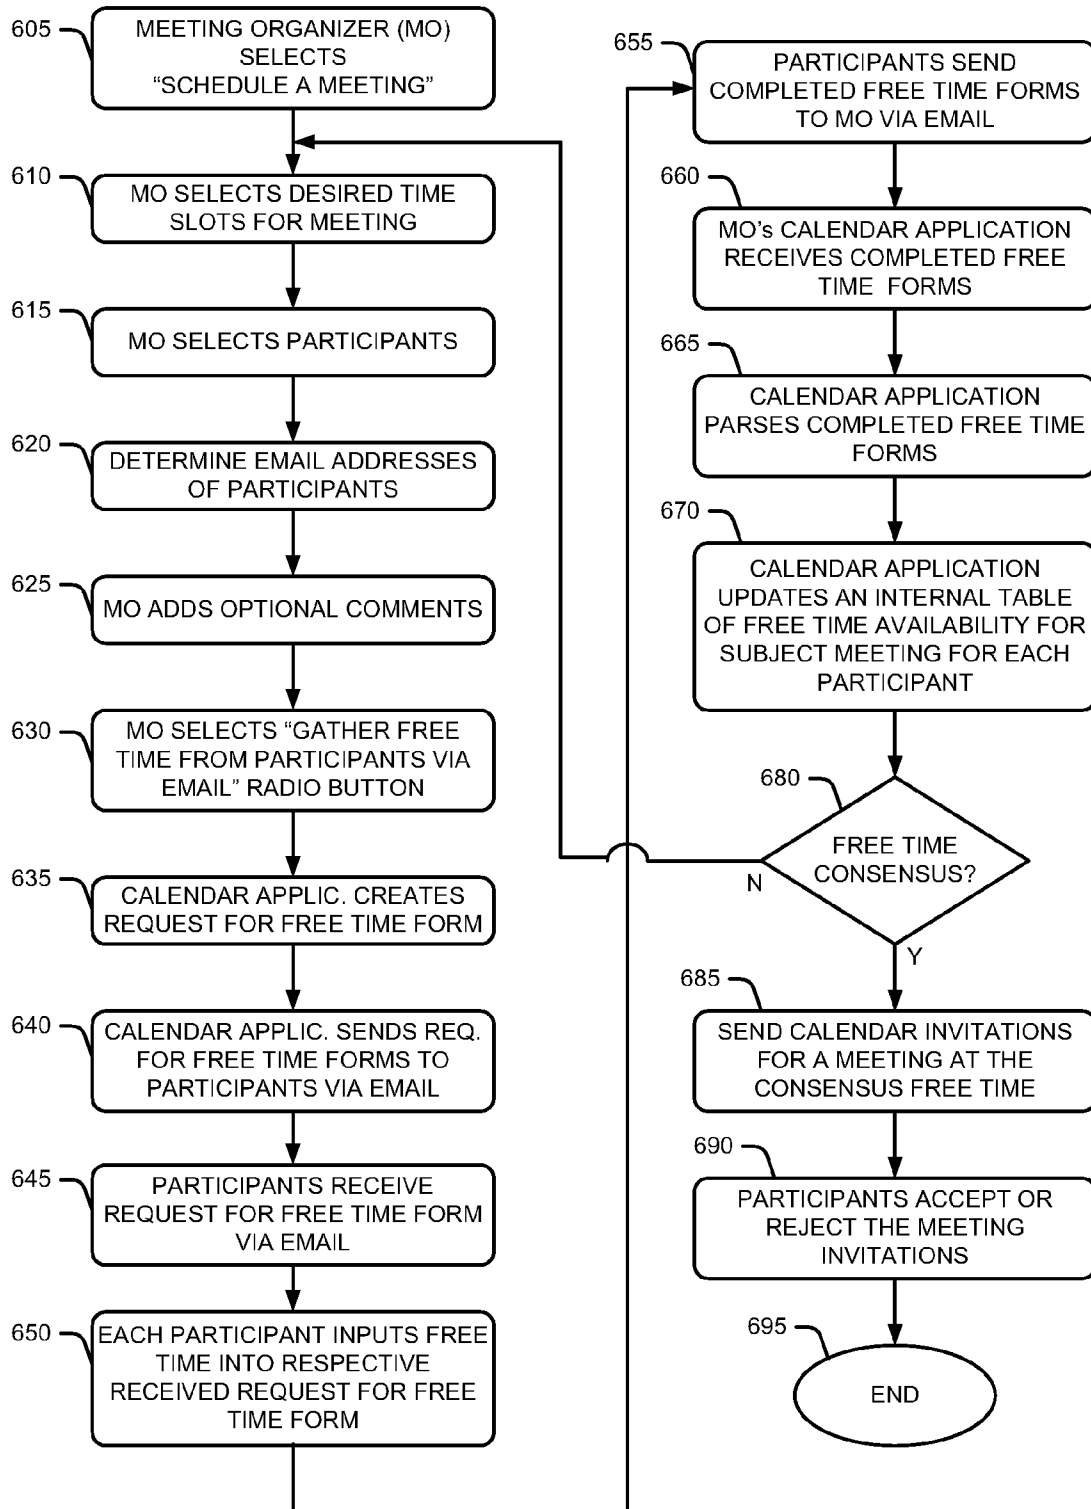 605
MEETING ORGANIZER (MO)
SELECTS
“SCHEDULE A MEETING”
610
MO SELECTS DESIRED TIME
SLOTS FOR MEETING
615
MO SELECTS PARTICIPANTS
620
DETERMINE EMAIL ADDRESSES
OF PARTICIPANTS
625
MO ADDS OPTIONAL COMMENTS
630
MO SELECTS “GATHER FREE
TIME FROM PARTICIPANTS VIA
EMAIL” RADIO BUTTON
635
CALENDAR APPLIC. CREATES
REQUEST FOR FREE TIME FORM
640
CALENDAR APPLIC. SENDS REQ.
FOR FREE TIME FORMS TO
PARTICIPANTS VIA EMAIL
645
PARTICIPANTS RECEIVE
REQUEST FOR FREE TIME FORM
VIA EMAIL
650
EACH PARTICIPANT INPUTS FREE
TIME INTO RESPECTIVE
RECEIVED REQUEST FOR FREE
TIME FORM
655
PARTICIPANTS SEND
COMPLETED FREE TIME FORMS
TO MO VIA EMAIL
660
MO’s CALENDAR APPLICATION
RECEIVES COMPLETED FREE
TIME FORMS
665
CALENDAR APPLICATION
PARSES COMPLETED FREE TIME
FORMS
670
CALENDAR APPLICATION
UPDATES AN INTERNAL TABLE
OF FREE TIME AVAILABILITY FOR
SUBJECT MEETING FOR EACH
PARTICIPANT
680
FREE TIME
CONSENSUS?
N
Y
685
SEND CALENDAR INVITATIONS
FOR A MEETING AT THE
CONSENSUS FREE TIME
690
PARTICIPANTS ACCEPT OR
REJECT THE MEETING
INVITATIONS
695
END